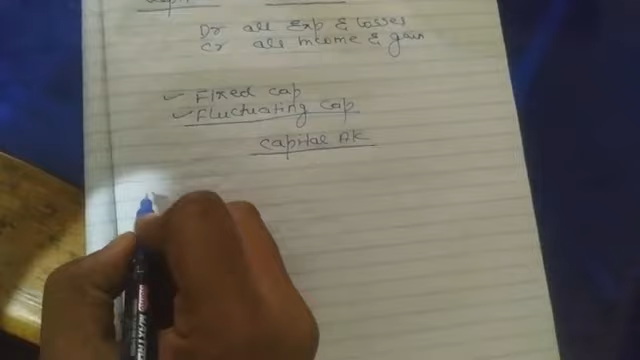 Dr all Exp & losses
Cr all Income & gain
Fixed Cap
Fluctuating Cap
Capital A/c